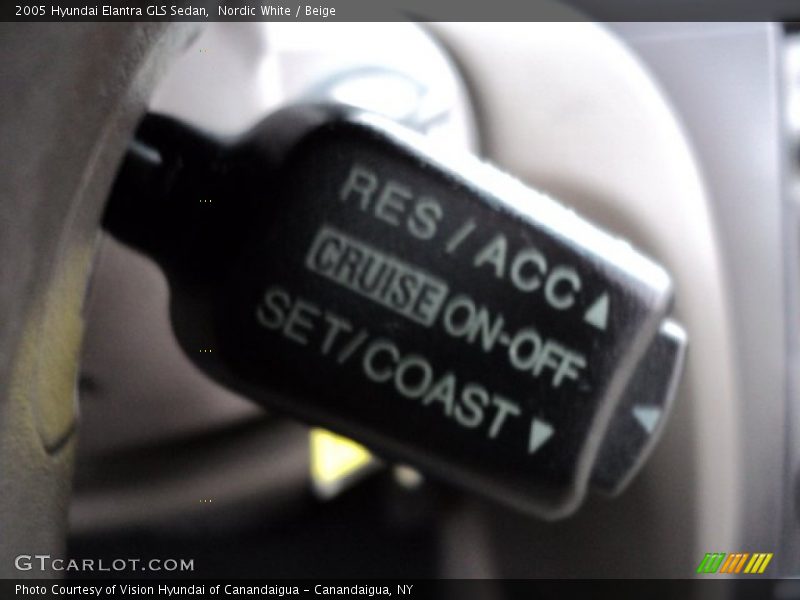 2005 Hyundai Elantra GLS Sedan,  Nordic White / Beige
RES / ACC ▲
CRUISE ON-OFF
SET/COAST ▼
GTCARLOT.COM
Photo Courtesy of Vision Hyundai of Canandaigua - Canandaigua, NY